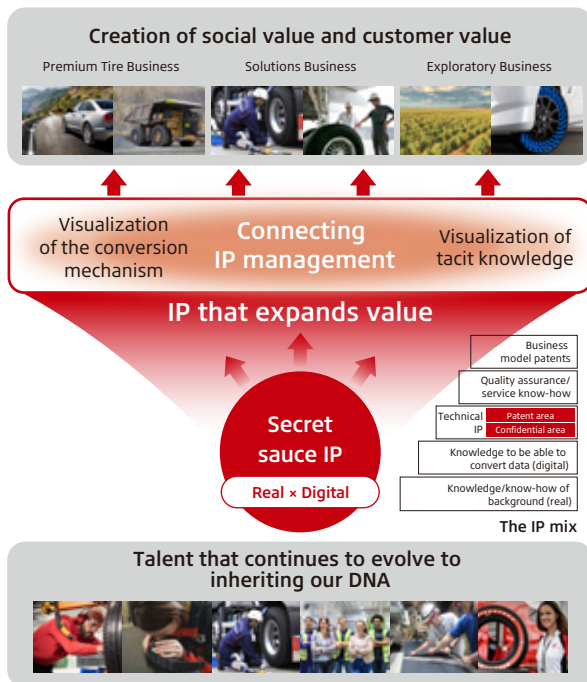 Creation of social value and customer value
Premium Tire Business
Solutions Business
Exploratory Business
Visualization
of the conversion
mechanism
Connecting
IP management
Visualization of
tacit knowledge
IP that expands value
Secret
sauce IP
Real × Digital
Business
model patents
Quality assurance/
service know-how
Technical
IP
Patent area
Confidential area
Knowledge to be able to
convert data (digital)
Knowledge/know-how of
background (real)
The IP mix
Talent that continues to evolve to
inheriting our DNA